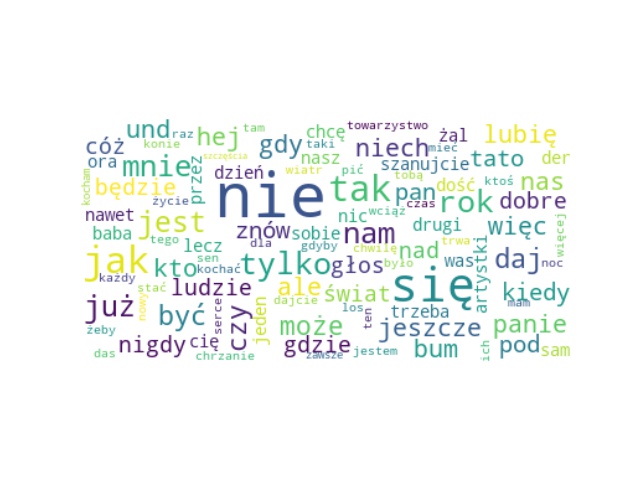 towarzystwo
und raz hej tam gdy chcę taki żąl lubię
cóż konie nasz niech mieć
ora mnie szczęścia wiatr szanujcie tato der
kocham będzie przez dzień pić tobą pan dość ktoś nas
życie nie tak czas rok dobre
nawet jest nic wciąż drugi więc więcej
baba tego znów sobie nam
lecz dla gdyby chwilę nad trwa
jak kto sen kochać tylko głos było was artystki daj noc
każdy ludzie ale świat się kiedy
już stać nowy być serce czy jeden dajcie los ten trzeba mam
żeby może jeszcze panie
nigdy cię gdzie bum pod
das chrzanie zawsze jestem ich sam